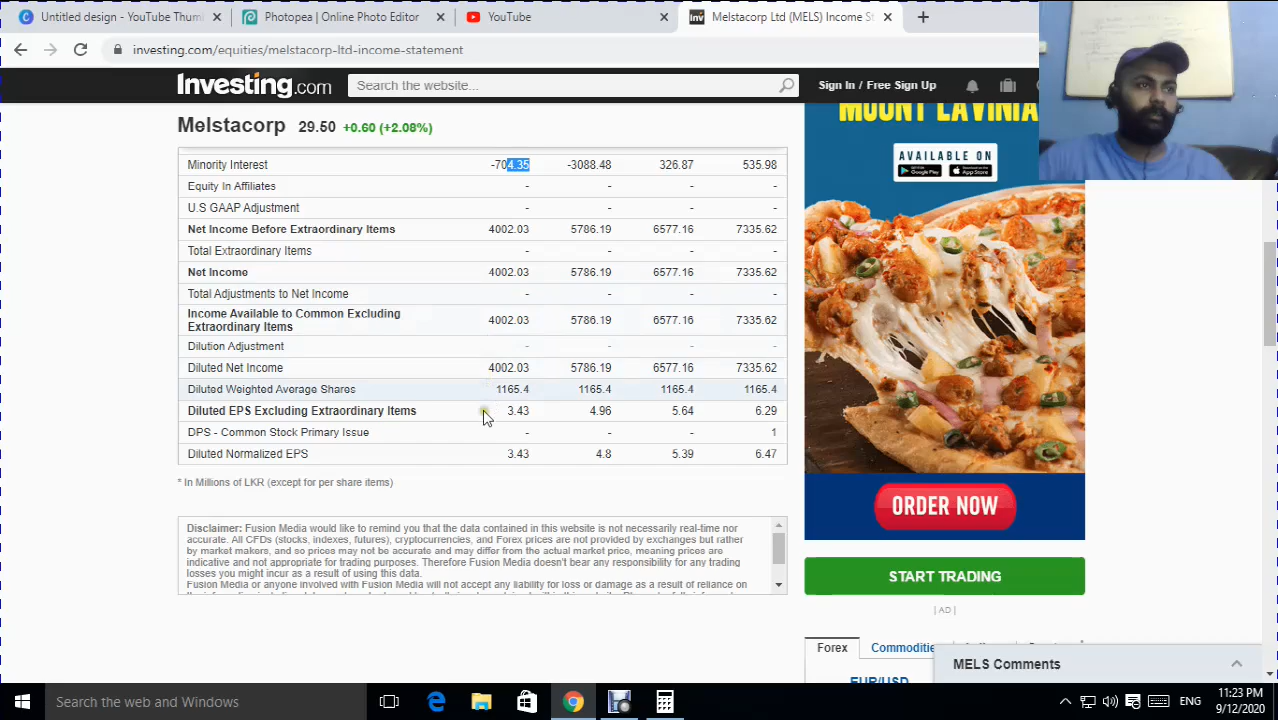 Untitled design - YouTube Thum
Photopea | Online Photo Editor
YouTube
Melstacorp Ltd (MELS) Income St
investing.com/equities/melstacorp-ltd-income-statement
Investing.com
Search the website...
Sign In / Free Sign Up
Melstacorp 29.50 +0.60 (+2.08%)
Minority Interest -704.35 -3088.48 326.87 535.98
Equity In Affiliates - - - -
U.S GAAP Adjustment - - - -
Net Income Before Extraordinary Items 4002.03 5786.19 6577.16 7335.62
Total Extraordinary Items - - - -
Net Income 4002.03 5786.19 6577.16 7335.62
Total Adjustments to Net Income - - - -
Income Available to Common Excluding
Extraordinary Items 4002.03 5786.19 6577.16 7335.62
Dilution Adjustment - - - -
Diluted Net Income 4002.03 5786.19 6577.16 7335.62
Diluted Weighted Average Shares 1165.4 1165.4 1165.4 1165.4
Diluted EPS Excluding Extraordinary Items 3.43 4.96 5.64 6.29
DPS - Common Stock Primary Issue - - - 1
Diluted Normalized EPS 3.43 4.8 5.39 6.47
* In Millions of LKR (except for per share items)
Disclaimer: Fusion Media would like to remind you that the data contained in this website is not necessarily real-time nor
accurate. All CFDs (stocks, indexes, futures), cryptocurrencies, and Forex prices are not provided by exchanges but rather
by market makers, and so prices may not be accurate and may differ from the actual market price, meaning prices are
indicative and not appropriate for trading purposes. Therefore Fusion Media doesn't bear any responsibility for any trading
losses you might incur as a result of using this data.
Fusion Media or anyone involved with Fusion Media will not accept any liability for loss or damage as a result of reliance on
MOUNT LAVINIA
AVAILABLE ON
Google Play
App Store
ORDER NOW
START TRADING
[ AD ]
Forex
Commoditie
EUR/USD
MELS Comments
Search the web and Windows
ENG
11:23 PM
9/12/2020